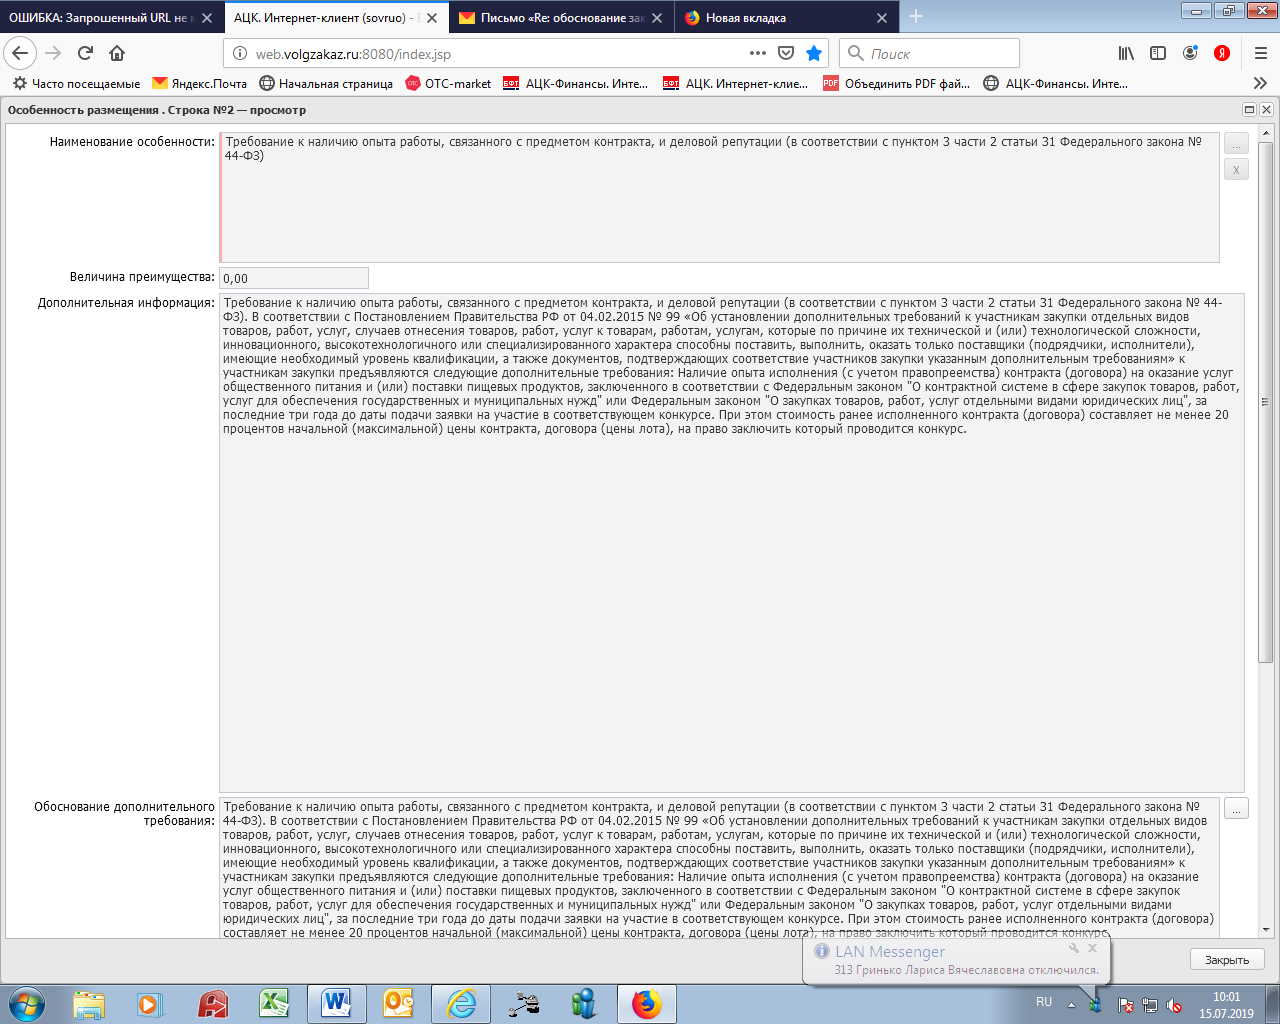 ОШИБКА: Запрошенный URL не м
АЦК. Интернет-клиент (sovruo) -
Письмо «Re: обоснование зак
Новая вкладка
web.volgzakaz.ru:8080/index.jsp
Поиск
Часто посещаемые
Яндекс.Почта
Начальная страница
OTC-market
АЦК-Финансы. Инте...
АЦК. Интернет-клие...
Объединить PDF фай...
АЦК-Финансы. Инте...
Особенность размещения . Строка №2 — просмотр
Наименование особенности:
Требование к наличию опыта работы, связанного с предметом контракта, и деловой репутации (в соответствии с пунктом 3 части 2 статьи 31 Федерального закона №
44-ФЗ)
...
X
Величина преимущества:
0,00
Дополнительная информация:
Требование к наличию опыта работы, связанного с предметом контракта, и деловой репутации (в соответствии с пунктом 3 части 2 статьи 31 Федерального закона № 44-
ФЗ). В соответствии с Постановлением Правительства РФ от 04.02.2015 № 99 «Об установлении дополнительных требований к участникам закупки отдельных видов
товаров, работ, услуг, случаев отнесения товаров, работ, услуг к товарам, работам, услугам, которые по причине их технической и (или) технологической сложности,
инновационного, высокотехнологичного или специализированного характера способны поставить, выполнить, оказать только поставщики (подрядчики, исполнители),
имеющие необходимый уровень квалификации, а также документов, подтверждающих соответствие участников закупки указанным дополнительным требованиям» к
участникам закупки предъявляются следующие дополнительные требования: Наличие опыта исполнения (с учетом правопреемства) контракта (договора) на оказание услуг
общественного питания и (или) поставки пищевых продуктов, заключенного в соответствии с Федеральным законом "О контрактной системе в сфере закупок товаров, работ,
услуг для обеспечения государственных и муниципальных нужд" или Федеральным законом "О закупках товаров, работ, услуг отдельными видами юридических лиц", за
последние три года до даты подачи заявки на участие в соответствующем конкурсе. При этом стоимость ранее исполненного контракта (договора) составляет не менее 20
процентов начальной (максимальной) цены контракта, договора (цены лота), на право заключить который проводится конкурс.
Обоснование дополнительного
требования:
Требование к наличию опыта работы, связанного с предметом контракта, и деловой репутации (в соответствии с пунктом 3 части 2 статьи 31 Федерального закона №
44-ФЗ). В соответствии с Постановлением Правительства РФ от 04.02.2015 № 99 «Об установлении дополнительных требований к участникам закупки отдельных видов
товаров, работ, услуг, случаев отнесения товаров, работ, услуг к товарам, работам, услугам, которые по причине их технической и (или) технологической сложности,
инновационного, высокотехнологичного или специализированного характера способны поставить, выполнить, оказать только поставщики (подрядчики, исполнители),
имеющие необходимый уровень квалификации, а также документов, подтверждающих соответствие участников закупки указанным дополнительным требованиям» к
участникам закупки предъявляются следующие дополнительные требования: Наличие опыта исполнения (с учетом правопреемства) контракта (договора) на оказание
услуг общественного питания и (или) поставки пищевых продуктов, заключенного в соответствии с Федеральным законом "О контрактной системе в сфере закупок
товаров, работ, услуг для обеспечения государственных и муниципальных нужд" или Федеральным законом "О закупках товаров, работ, услуг отдельными видами
юридических лиц", за последние три года до даты подачи заявки на участие в соответствующем конкурсе. При этом стоимость ранее исполненного контракта (договора)
составляет не менее 20 процентов начальной (максимальной) цены контракта, договора (цены лота), на право заключить который проводится конкурс.
...
LAN Messenger
313 Гринько Лариса Вячеславовна отключился.
Закрыть
RU
10:01
15.07.2019